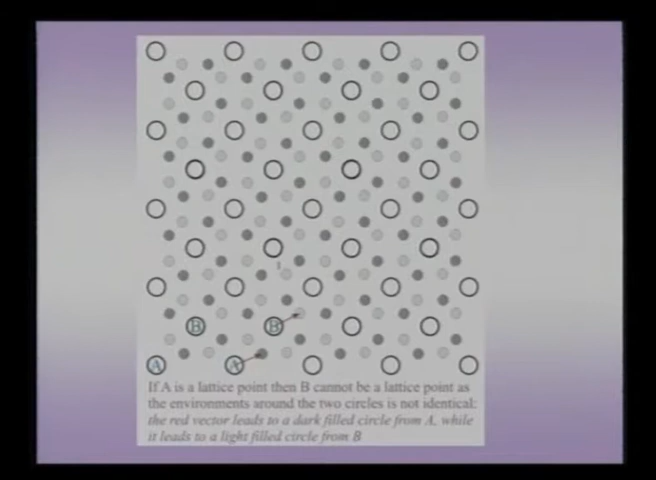 B B
A A
If A is a lattice point then B cannot be a lattice point as
the environments around the two circles is not identical:
the red vector leads to a dark filled circle from A, while
it leads to a light filled circle from B